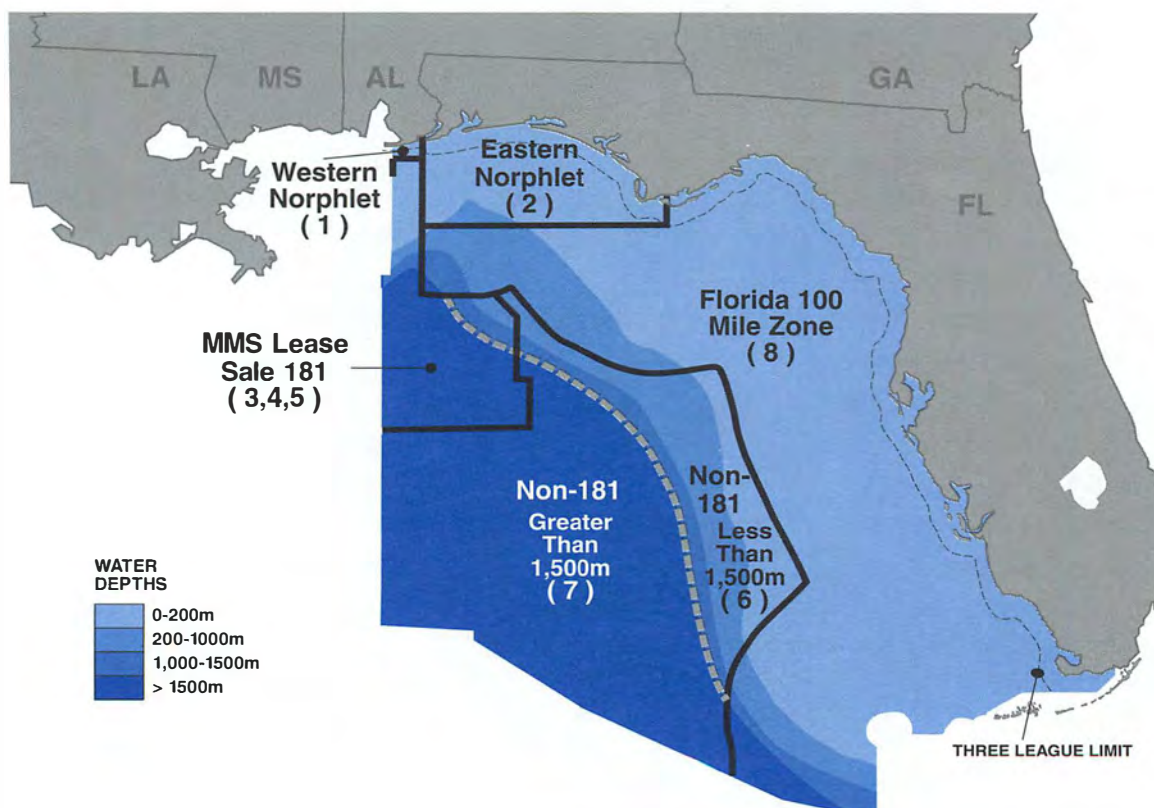 LA
MS
AL
GA
FL
Western
Norphlet
( 1 )
Eastern
Norphlet
( 2 )
Florida 100
Mile Zone
( 8 )
MMS Lease
Sale 181
( 3,4,5 )
Non-181
Greater
Than
1,500m
( 7 )
Non-
181
Less
Than
1,500m
( 6 )
WATER
DEPTHS
0-200m
200-1000m
1,000-1500m
> 1500m
THREE LEAGUE LIMIT